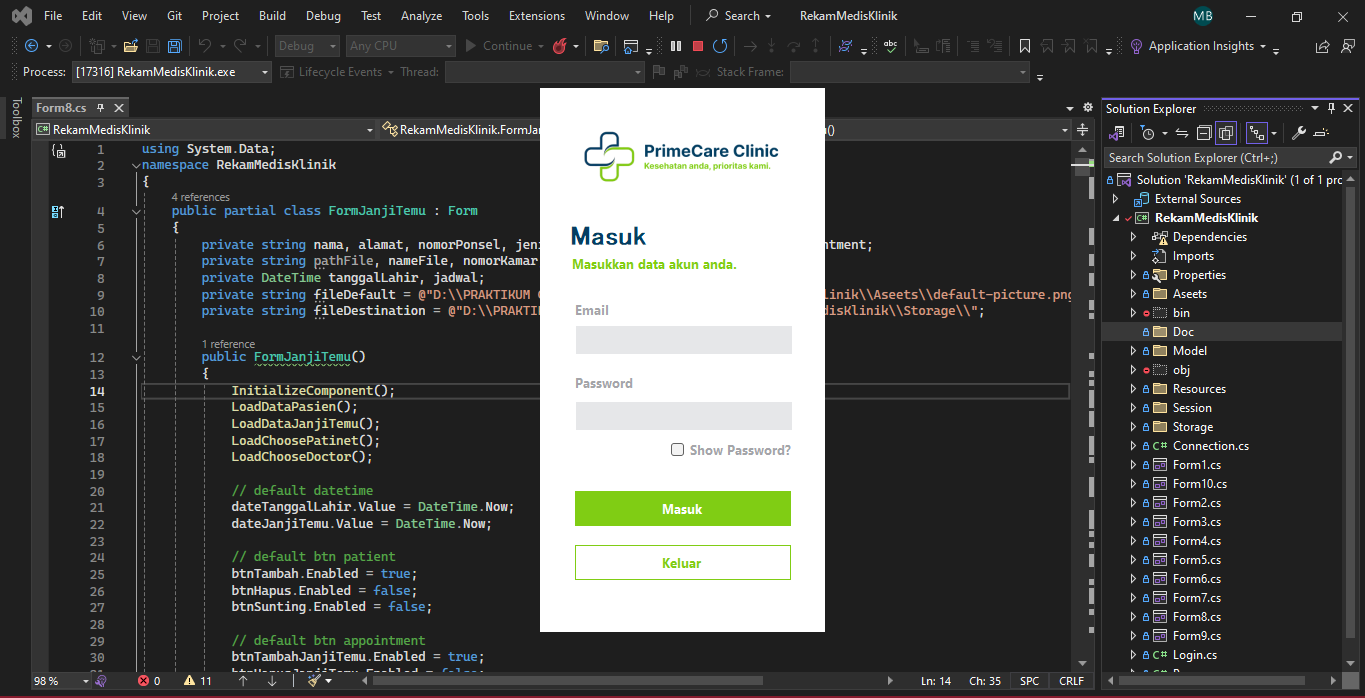 File Edit View Git Project Build Debug Test Analyze Tools Extensions Window Help Search RekamMedisKlinik MB
Debug Any CPU Continue abc Application Insights
Process: [17316] RekamMedisKlinik.exe Lifecycle Events Thread: Stack Frame:
Toolbox
Form8.cs
RekamMedisKlinik RekamMedisKlinik.FormJan ()
1 using System.Data;
2 namespace RekamMedisKlinik
3 {
4 references
4 public partial class FormJanjiTemu : Form
5 {
6 private string nama, alamat, nomorPonsel, jeni ntment;
7 private string pathFile, nameFile, nomorKamar
8 private DateTime tanggalLahir, jadwal;
9 private string fileDefault = @"D:\\PRAKTIKUM linik\\Aseets\\default-picture.png
10 private string fileDestination = @"D:\\PRAKTI disKlinik\\Storage\\";
11
1 reference
12 public FormJanjiTemu()
13 {
14 InitializeComponent();
15 LoadDataPasien();
16 LoadDataJanjiTemu();
17 LoadChoosePatinet();
18 LoadChooseDoctor();
19
20 // default datetime
21 dateTanggalLahir.Value = DateTime.Now;
22 dateJanjiTemu.Value = DateTime.Now;
23
24 // default btn patient
25 btnTambah.Enabled = true;
26 btnHapus.Enabled = false;
27 btnSunting.Enabled = false;
28
29 // default btn appointment
30 btnTambahJanjiTemu.Enabled = true;
98 % 0 11 Ln: 14 Ch: 35 SPC CRLF
PrimeCare Clinic
Kesehatan anda, prioritas kami.
Masuk
Masukkan data akun anda.
Email
Password
Show Password?
Masuk
Keluar
Solution Explorer
Search Solution Explorer (Ctrl+;)
Solution 'RekamMedisKlinik' (1 of 1 pro
External Sources
RekamMedisKlinik
Dependencies
Imports
Properties
Aseets
bin
Doc
Model
obj
Resources
Session
Storage
C# Connection.cs
Form1.cs
Form10.cs
Form2.cs
Form3.cs
Form4.cs
Form5.cs
Form6.cs
Form7.cs
Form8.cs
Form9.cs
C# Login.cs